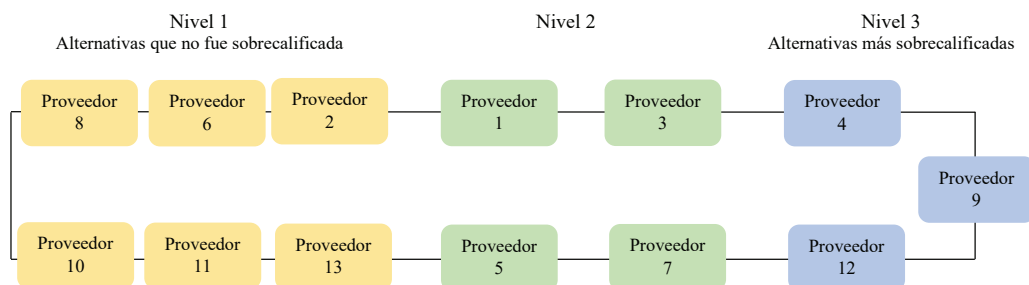 Nivel 1
Alternativas que no fue sobrecalificada
Nivel 2
Nivel 3
Alternativas más sobrecalificadas
Proveedor
8
Proveedor
6
Proveedor
2
Proveedor
1
Proveedor
3
Proveedor
4
Proveedor
9
Proveedor
10
Proveedor
11
Proveedor
13
Proveedor
5
Proveedor
7
Proveedor
12